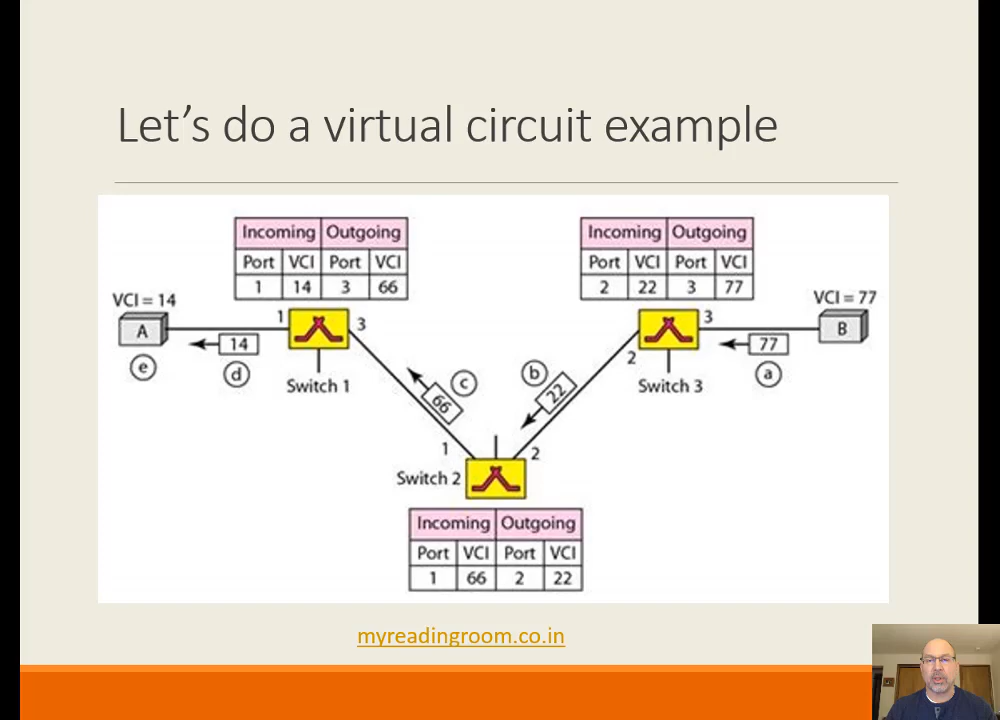 Let's do a virtual circuit example
Incoming Outgoing
Port VCI Port VCI
1 14 3 66
Incoming Outgoing
Port VCI Port VCI
2 22 3 77
VCI = 14
A
e
14
d
1
3
Switch 1
66
c
1
Switch 2
2
22
b
2
Switch 3
3
77
a
VCI = 77
B
Incoming Outgoing
Port VCI Port VCI
1 66 2 22
myreadingroom.co.in